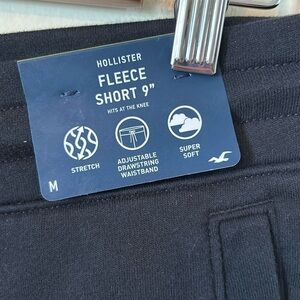 HOLLISTER
FLEECE
SHORT 9"
HITS AT THE KNEE
STRETCH
ADJUSTABLE
DRAWSTRING
WAISTBAND
SUPER
SOFT
M